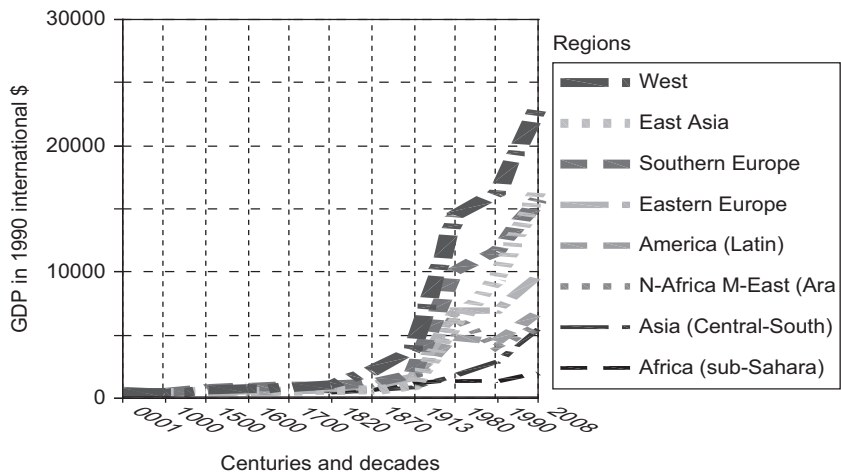 30000
20000
10000
0
GDP in 1990 international $
0001
1000
1500
1600
1700
1820
1870
1913
1980
1990
2008
Centuries and decades
Regions
West
East Asia
Southern Europe
Eastern Europe
America (Latin)
N-Africa M-East (Ara
Asia (Central-South)
Africa (sub-Sahara)